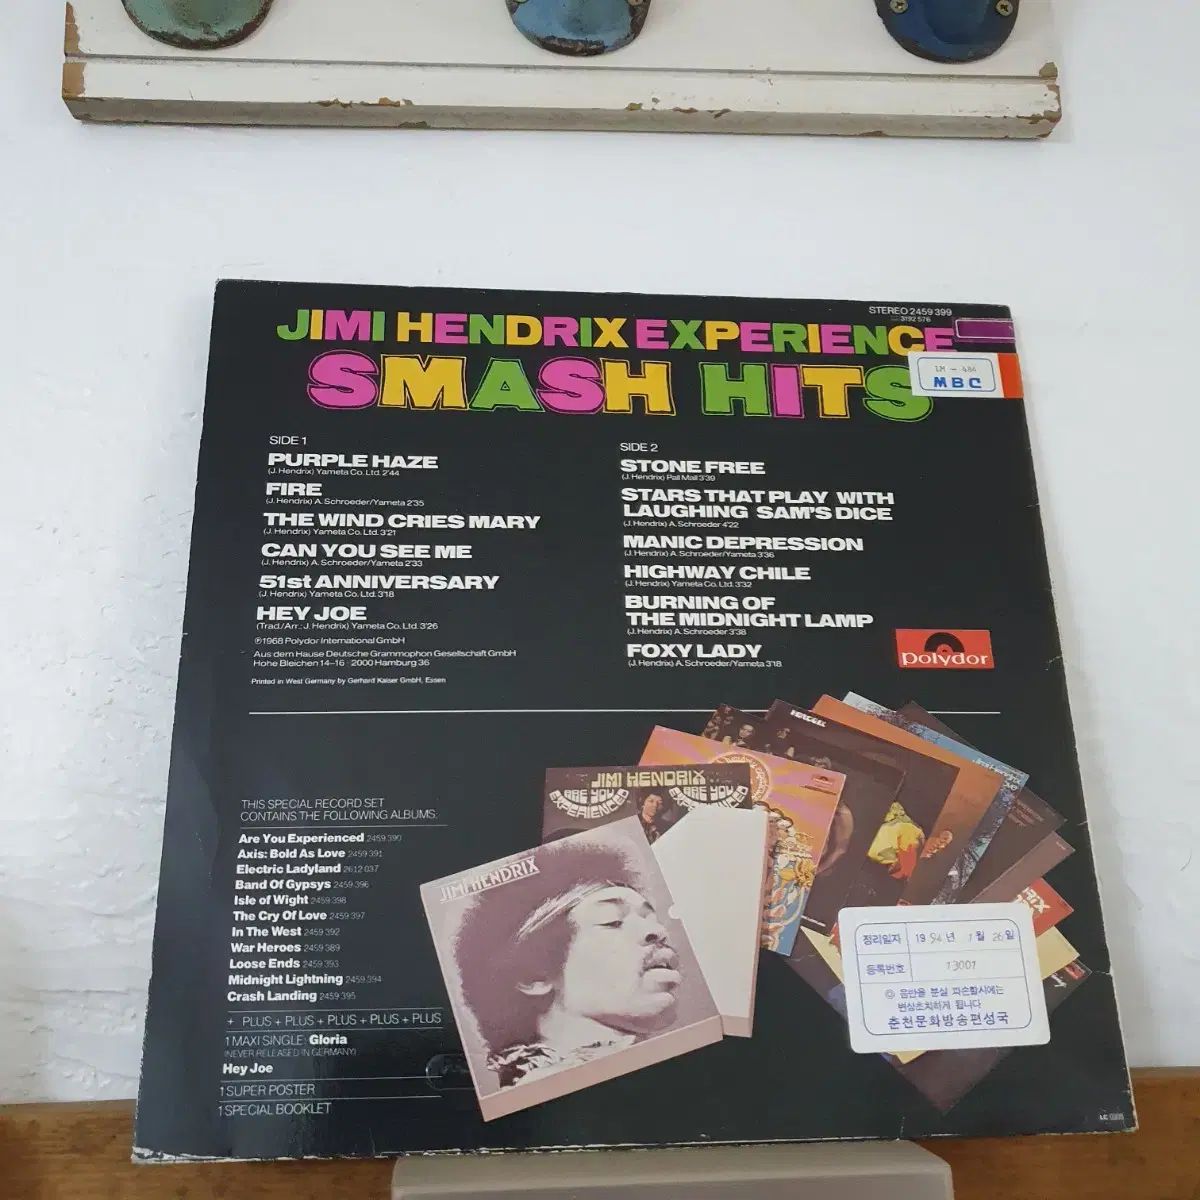 STEREO 2459 399
3192 576
JIMI HENDRIX EXPERIENCE
SMASH HITS
LM - 484
MBC
SIDE 1
PURPLE HAZE
(J. Hendrix) Yameta Co. Ltd. 2'44
FIRE
(J. Hendrix) A. Schroeder/Yameta 2'35
THE WIND CRIES MARY
(J. Hendrix) Yameta Co. Ltd. 3'21
CAN YOU SEE ME
(J. Hendrix) A. Schroeder/Yameta 2'33
51st ANNIVERSARY
(J. Hendrix) Yameta Co. Ltd. 3'18
HEY JOE
(Trad./Arr.: J. Hendrix) Yameta Co. Ltd. 3'26
℗1968 Polydor International GmbH
Aus dem Hause Deutsche Grammophon Gesellschaft GmbH
Hohe Bleichen 14-16 · 2000 Hamburg 36
Printed in West Germany by Gerhard Kaiser GmbH, Essen
SIDE 2
STONE FREE
(J. Hendrix) Pall Mall 3'39
STARS THAT PLAY WITH
LAUGHING SAM'S DICE
(J. Hendrix) A. Schroeder 4'22
MANIC DEPRESSION
(J. Hendrix) A. Schroeder/Yameta 3'36
HIGHWAY CHILE
(J. Hendrix) Yameta Co. Ltd. 3'32
BURNING OF
THE MIDNIGHT LAMP
(J. Hendrix) A. Schroeder 3'38
FOXY LADY
(J. Hendrix) A. Schroeder/Yameta 3'18
polydor
THIS SPECIAL RECORD SET
CONTAINS THE FOLLOWING ALBUMS:
Are You Experienced 2459 390
Axis: Bold As Love 2459 391
Electric Ladyland 2612 037
Band Of Gypsys 2459 396
Isle of Wight 2459 398
The Cry Of Love 2459 397
In The West 2459 392
War Heroes 2459 389
Loose Ends 2459 393
Midnight Lightning 2459 394
Crash Landing 2459 395
+ PLUS + PLUS + PLUS + PLUS + PLUS
1 MAXI SINGLE: Gloria
(NEVER RELEASED IN GERMANY)
Hey Joe
1 SUPER POSTER
1 SPECIAL BOOKLET
JIMI HENDRIX
ARE YOU EXPERIENCED
ARE YOU EXPERIENCED
JIMI HENDRIX
정리일자 1994년 1월 26일
등록번호 13001
◎ 음반을 분실 파손할시에는
변상조치하게 됩니다
춘천문화방송편성국